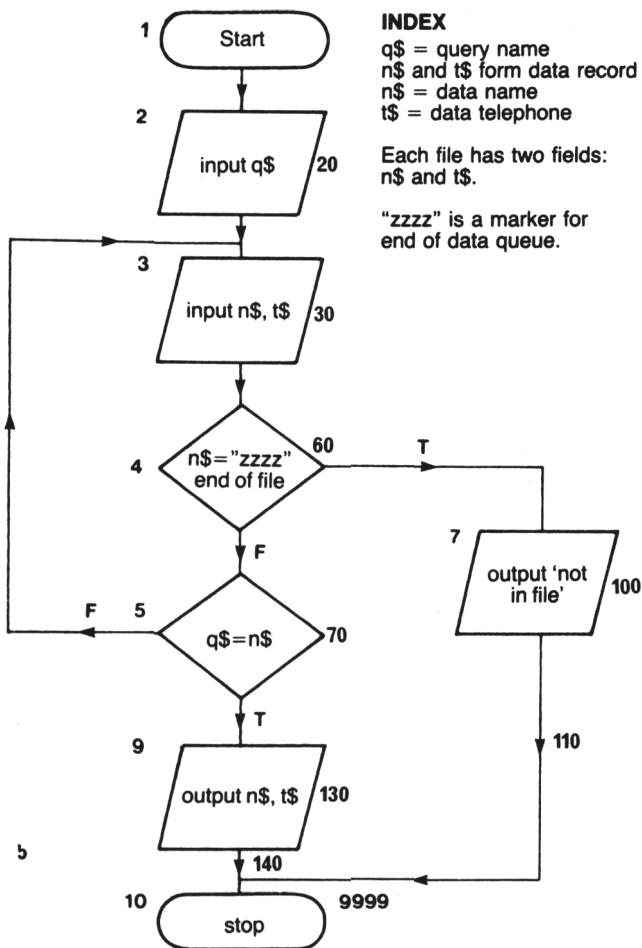 1
Start
INDEX
q$ = query name
n$ and t$ form data record
n$ = data name
t$ = data telephone
Each file has two fields:
n$ and t$.
"zzzz" is a marker for
end of data queue.
2
input q$
20
3
input n$, t$
30
4
n$="zzzz"
end of file
60
T
F
7
output 'not
in file'
100
F
5
q$=n$
70
T
110
9
output n$, t$
130
140
10
stop
9999